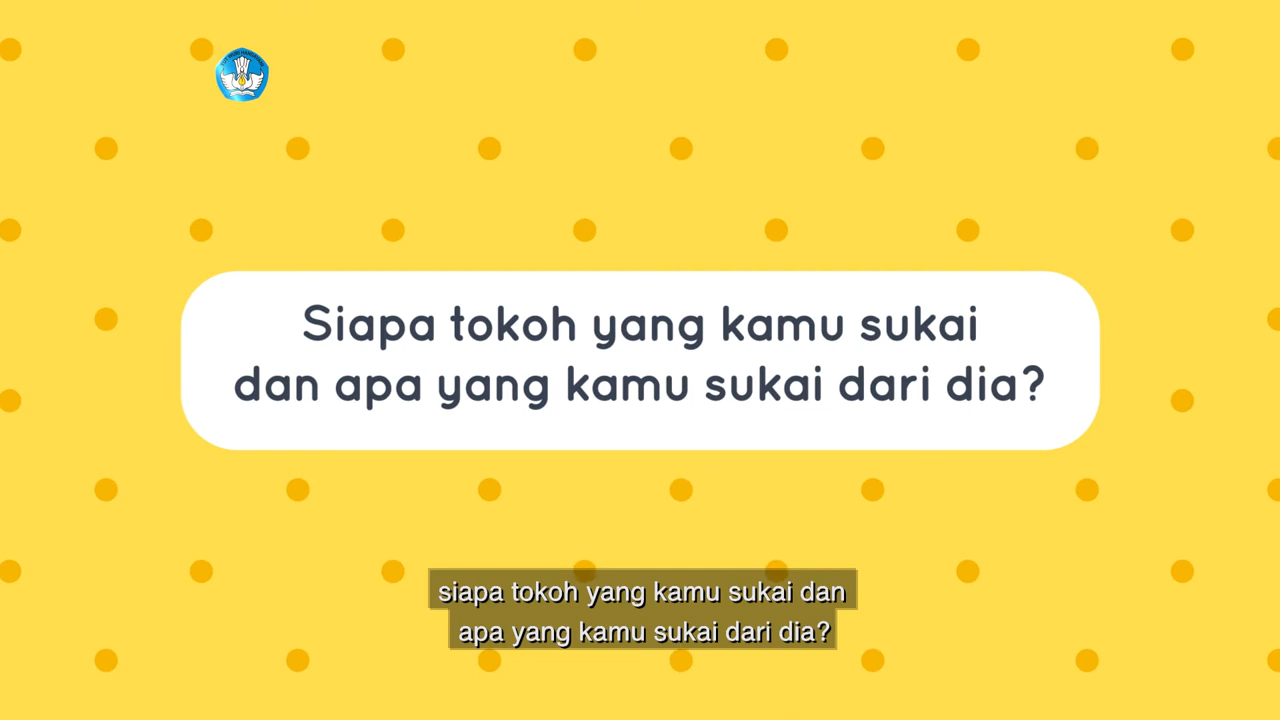 Siapa tokoh yang kamu sukai
dan apa yang kamu sukai dari dia?
siapa tokoh yang kamu sukai dan
apa yang kamu sukai dari dia?